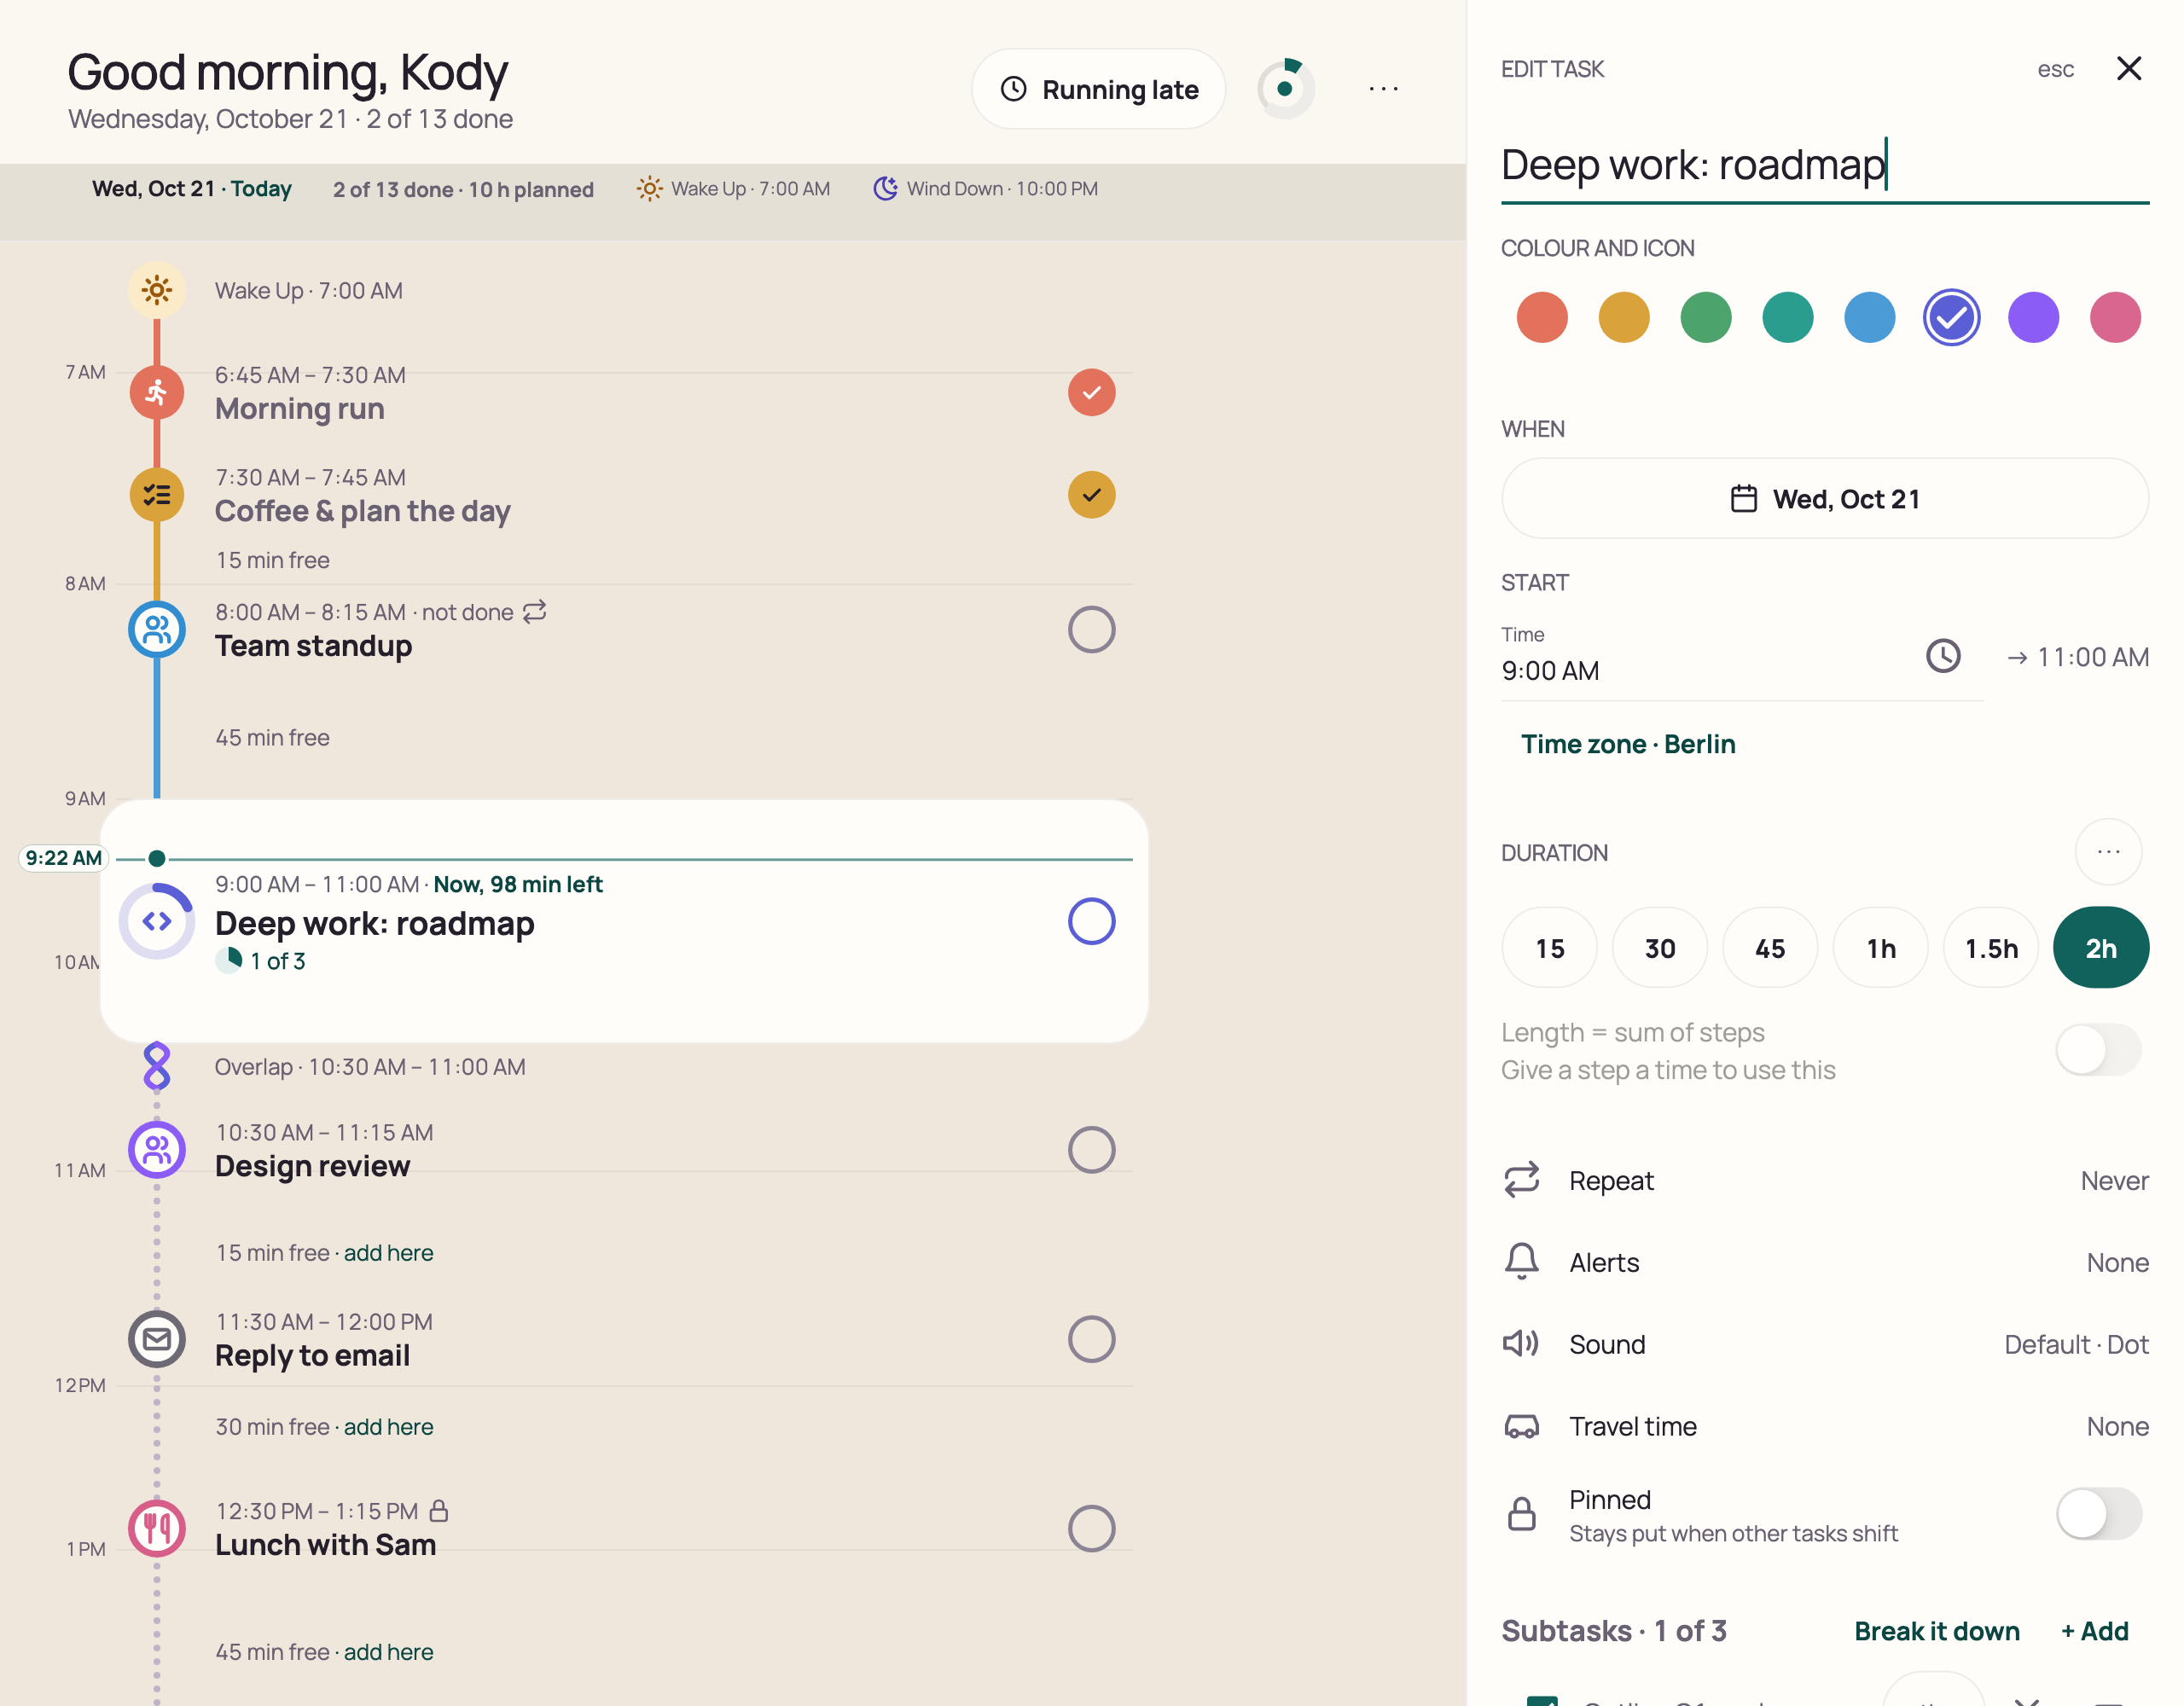 Good morning, Kody
Wednesday, October 21 · 2 of 13 done
Running late
Wed, Oct 21 · Today
2 of 13 done · 10 h planned
Wake Up · 7:00 AM
Wind Down · 10:00 PM
Wake Up · 7:00 AM
7 AM
6:45 AM – 7:30 AM
Morning run
7:30 AM – 7:45 AM
Coffee & plan the day
15 min free
8 AM
8:00 AM – 8:15 AM · not done
Team standup
45 min free
9 AM
9:22 AM
9:00 AM – 11:00 AM · Now, 98 min left
Deep work: roadmap
1 of 3
10 AM
Overlap · 10:30 AM – 11:00 AM
10:30 AM – 11:15 AM
Design review
11 AM
15 min free · add here
11:30 AM – 12:00 PM
Reply to email
12 PM
30 min free · add here
12:30 PM – 1:15 PM
Lunch with Sam
1 PM
45 min free · add here
EDIT TASK
esc
Deep work: roadmap
COLOUR AND ICON
WHEN
Wed, Oct 21
START
Time
9:00 AM
→ 11:00 AM
Time zone · Berlin
DURATION
15
30
45
1h
1.5h
2h
Length = sum of steps
Give a step a time to use this
Repeat
Never
Alerts
None
Sound
Default · Dot
Travel time
None
Pinned
Stays put when other tasks shift
Subtasks · 1 of 3
Break it down
+ Add